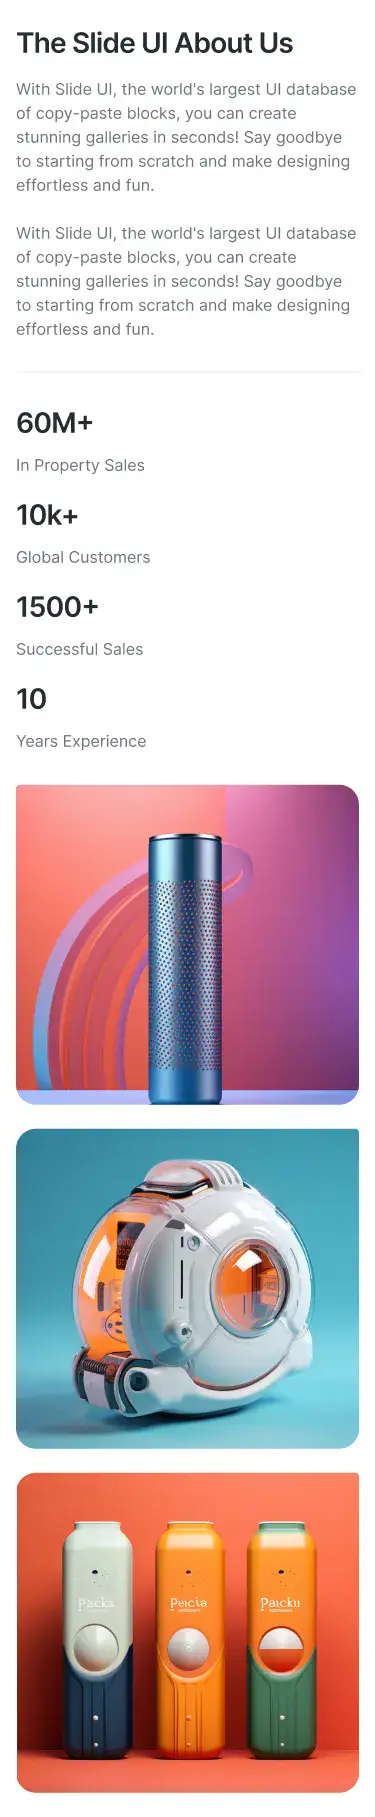 The Slide UI About Us
With Slide UI, the world's largest UI database
of copy-paste blocks, you can create
stunning galleries in seconds! Say goodbye
to starting from scratch and make designing
effortless and fun.
With Slide UI, the world's largest UI database
of copy-paste blocks, you can create
stunning galleries in seconds! Say goodbye
to starting from scratch and make designing
effortless and fun.
60M+
In Property Sales
10k+
Global Customers
1500+
Successful Sales
10
Years Experience
Packs